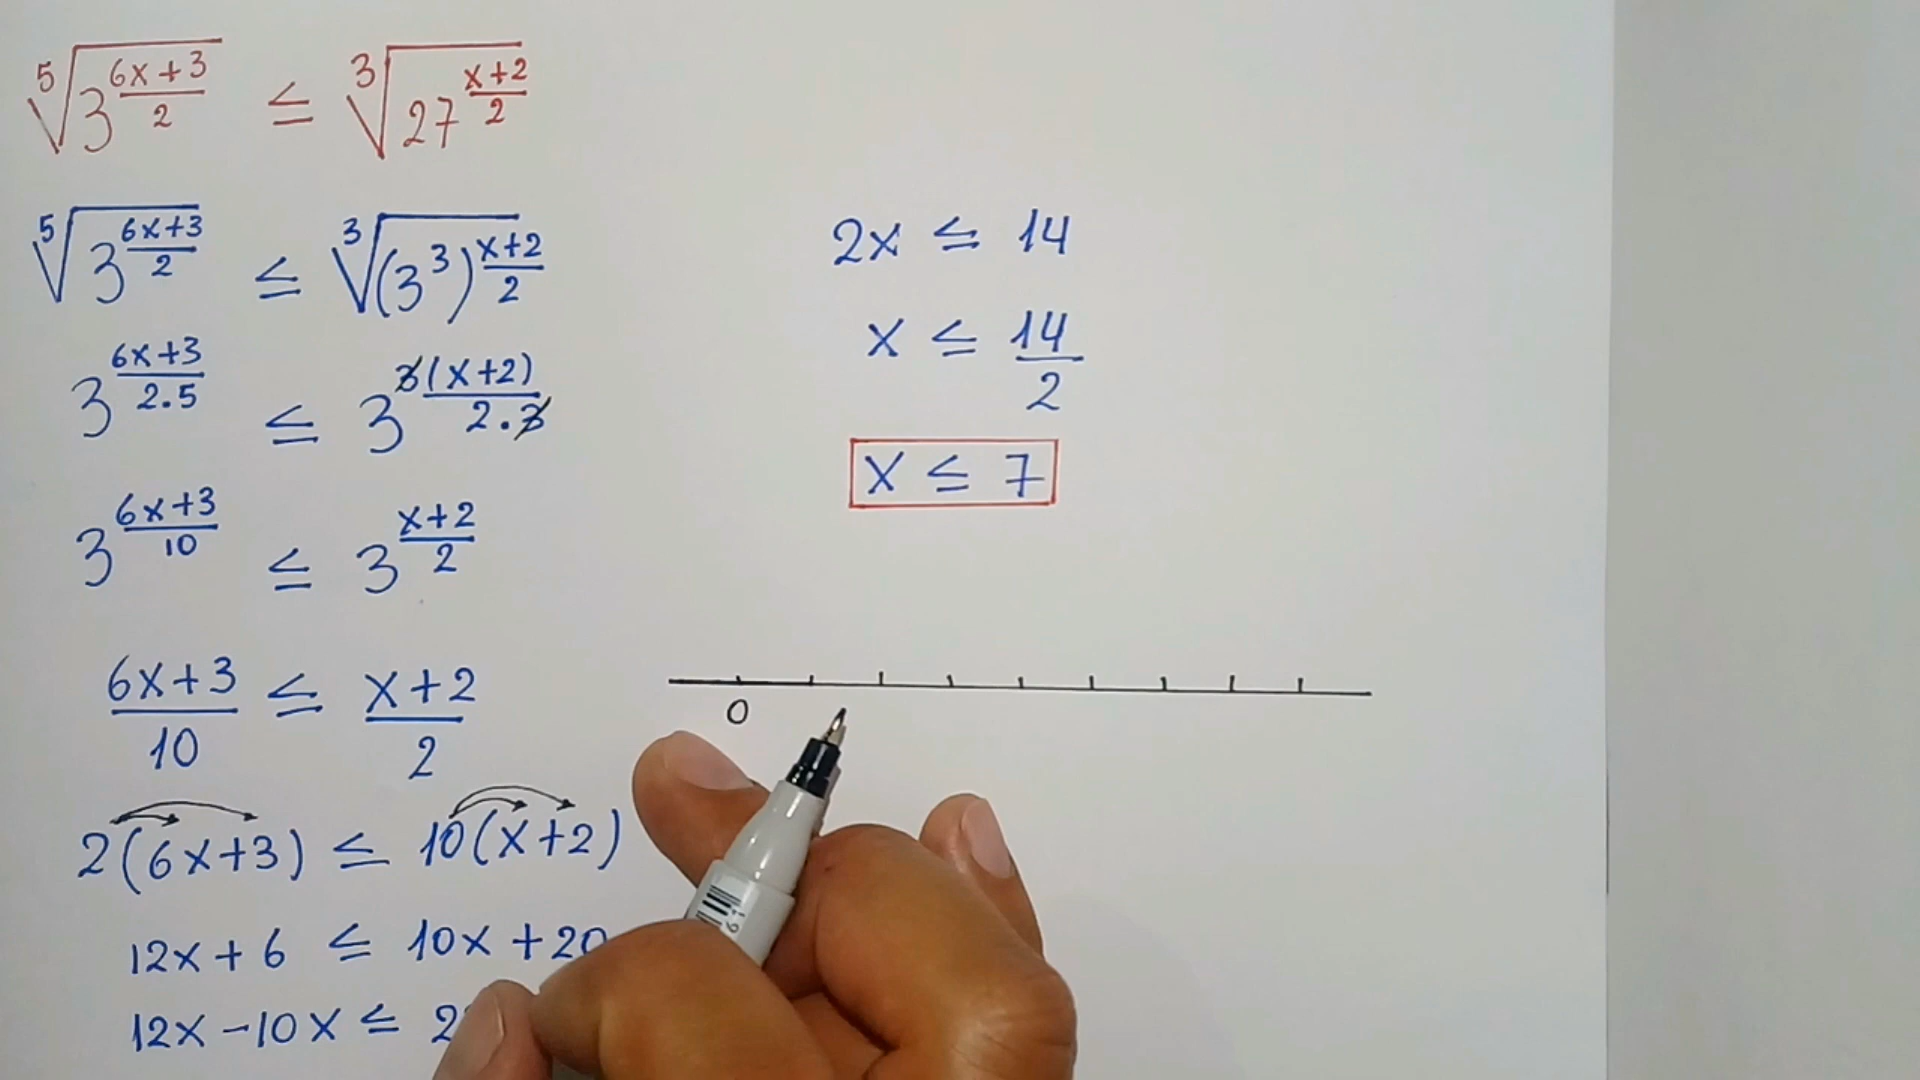 ⁵√(3^((6x+3)/2)) ≤ ³√(27^((x+2)/2))
⁵√(3^((6x+3)/2)) ≤ ³√((3³)^((x+2)/2))
3^((6x+3)/(2.5)) ≤ 3^(3(x+2)/(2.3))
3^((6x+3)/10) ≤ 3^((x+2)/2)
(6x+3)/10 ≤ (x+2)/2
2(6x+3) ≤ 10(x+2)
12x+6 ≤ 10x+20
12x-10x ≤ 2
2x ≤ 14
x ≤ 14/2
x ≤ 7
0